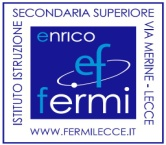 ISTITUTO ISTRUZIONE
SECONDARIA SUPERIORE
VIA MERINE - LECCE
enrico
ef
fermi
WWW.FERMILECCE.IT